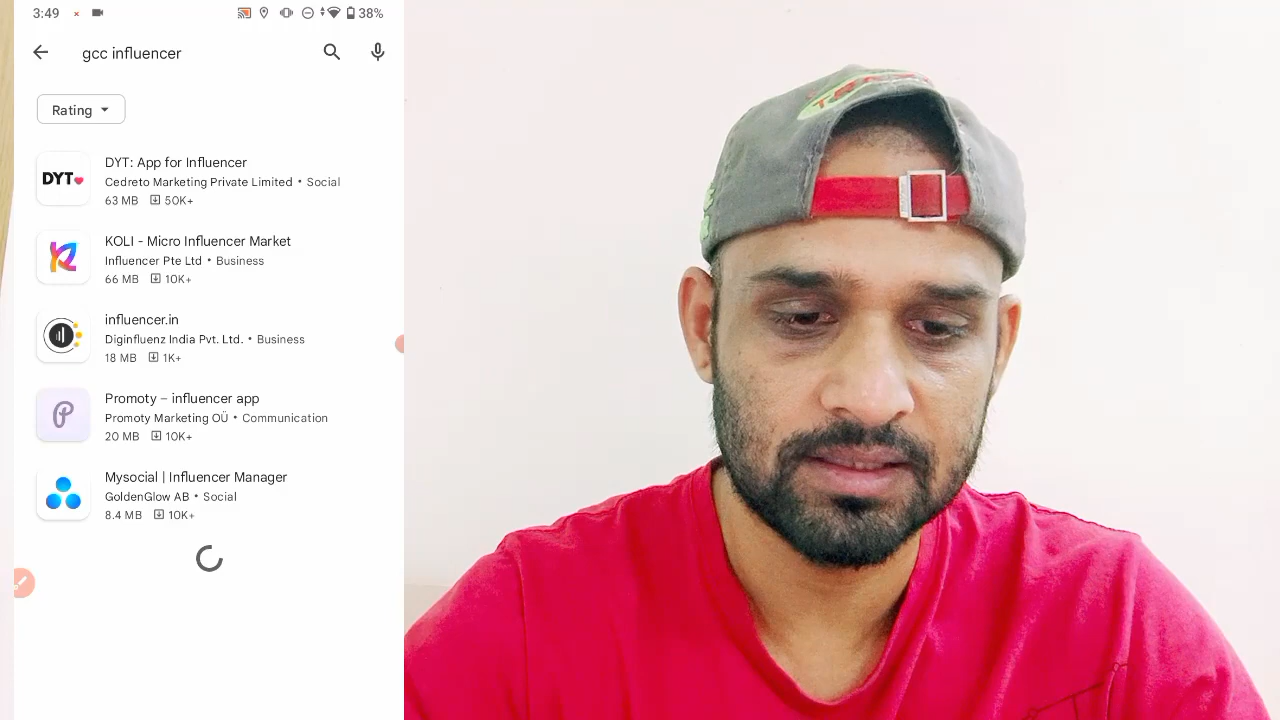 3:49
38%
gcc influencer
Rating
DYT
DYT: App for Influencer
Cedreto Marketing Private Limited • Social
63 MB 50K+
KOLI - Micro Influencer Market
Influencer Pte Ltd • Business
66 MB 10K+
influencer.in
Diginfluenz India Pvt. Ltd. • Business
18 MB 1K+
Promoty – influencer app
Promoty Marketing OÜ • Communication
20 MB 10K+
Mysocial | Influencer Manager
GoldenGlow AB • Social
8.4 MB 10K+